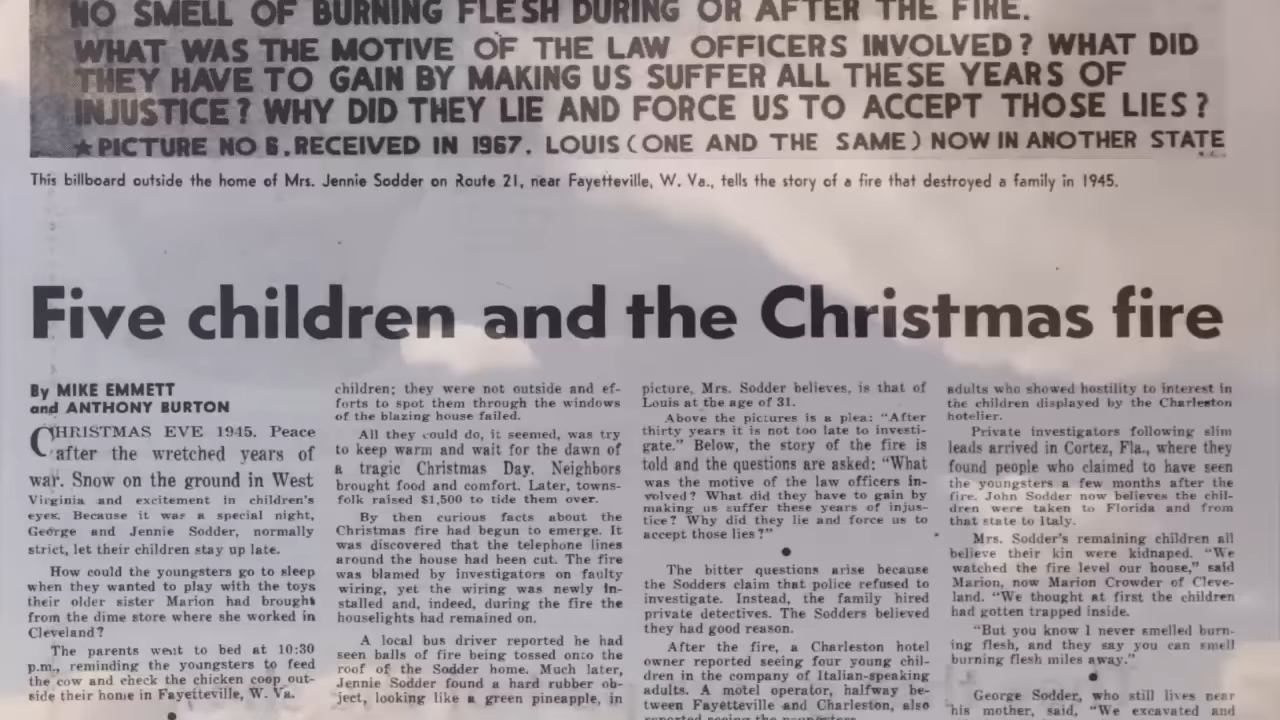 NO SMELL OF BURNING FLESH DURING OR AFTER THE FIRE.
WHAT WAS THE MOTIVE OF THE LAW OFFICERS INVOLVED? WHAT DID
THEY HAVE TO GAIN BY MAKING US SUFFER ALL THESE YEARS OF
INJUSTICE? WHY DID THEY LIE AND FORCE US TO ACCEPT THOSE LIES?
★PICTURE NO 6. RECEIVED IN 1967. LOUIS (ONE AND THE SAME) NOW IN ANOTHER STATE
This billboard outside the home of Mrs. Jennie Sodder on Route 21, near Fayetteville, W. Va., tells the story of a fire that destroyed a family in 1945.
Five children and the Christmas fire
By MIKE EMMETT
and ANTHONY BURTON
CHRISTMAS EVE 1945. Peace
after the wretched years of
war. Snow on the ground in West
Virginia and excitement in children's
eyes. Because it was a special night,
George and Jennie Sodder, normally
strict, let their children stay up late.
How could the youngsters go to sleep
when they wanted to play with the toys
their older sister Marion had brought
from the dime store where she worked in
Cleveland?
The parents went to bed at 10:30
p.m., reminding the youngsters to feed
the cow and check the chicken coop out-
side their home in Fayetteville, W. Va.
children; they were not outside and ef-
forts to spot them through the windows
of the blazing house failed.
All they could do, it seemed, was try
to keep warm and wait for the dawn of
a tragic Christmas Day. Neighbors
brought food and comfort. Later, towns-
folk raised $1,500 to tide them over.
By then curious facts about the
Christmas fire had begun to emerge. It
was discovered that the telephone lines
around the house had been cut. The fire
was blamed by investigators on faulty
wiring, yet the wiring was newly in-
stalled and, indeed, during the fire the
houselights had remained on.
A local bus driver reported he had
seen balls of fire being tossed onto the
roof of the Sodder home. Much later,
Jennie Sodder found a hard rubber ob-
ject, looking like a green pineapple, in
picture, Mrs. Sodder believes, is that of
Louis at the age of 31.
Above the pictures is a plea: "After
thirty years it is not too late to investi-
gate." Below, the story of the fire is
told and the questions are asked: "What
was the motive of the law officers in-
volved? What did they have to gain by
making us suffer these years of injus-
tice? Why did they lie and force us to
accept those lies?"
The bitter questions arise because
the Sodders claim that police refused to
investigate. Instead, the family hired
private detectives. The Sodders believed
they had good reason.
After the fire, a Charleston hotel
owner reported seeing four young chil-
dren in the company of Italian-speaking
adults. A motel operator, halfway be-
tween Fayetteville and Charleston, also
reported seeing the youngsters
adults who showed hostility to interest in
the children displayed by the Charleston
hotelier.
Private investigators following slim
leads arrived in Cortez, Fla., where they
found people who claimed to have seen
the youngsters a few months after the
fire. John Sodder now believes the chil-
dren were taken to Florida and from
that state to Italy.
Mrs. Sodder's remaining children all
believe their kin were kidnaped. "We
watched the fire level our house," said
Marion, now Marion Crowder of Cleve-
land. "We thought at first the children
had gotten trapped inside.
"But you know I never smelled burn-
ing flesh, and they say you can smell
burning flesh miles away."
George Sodder, who still lives near
his mother, said, "We excavated and